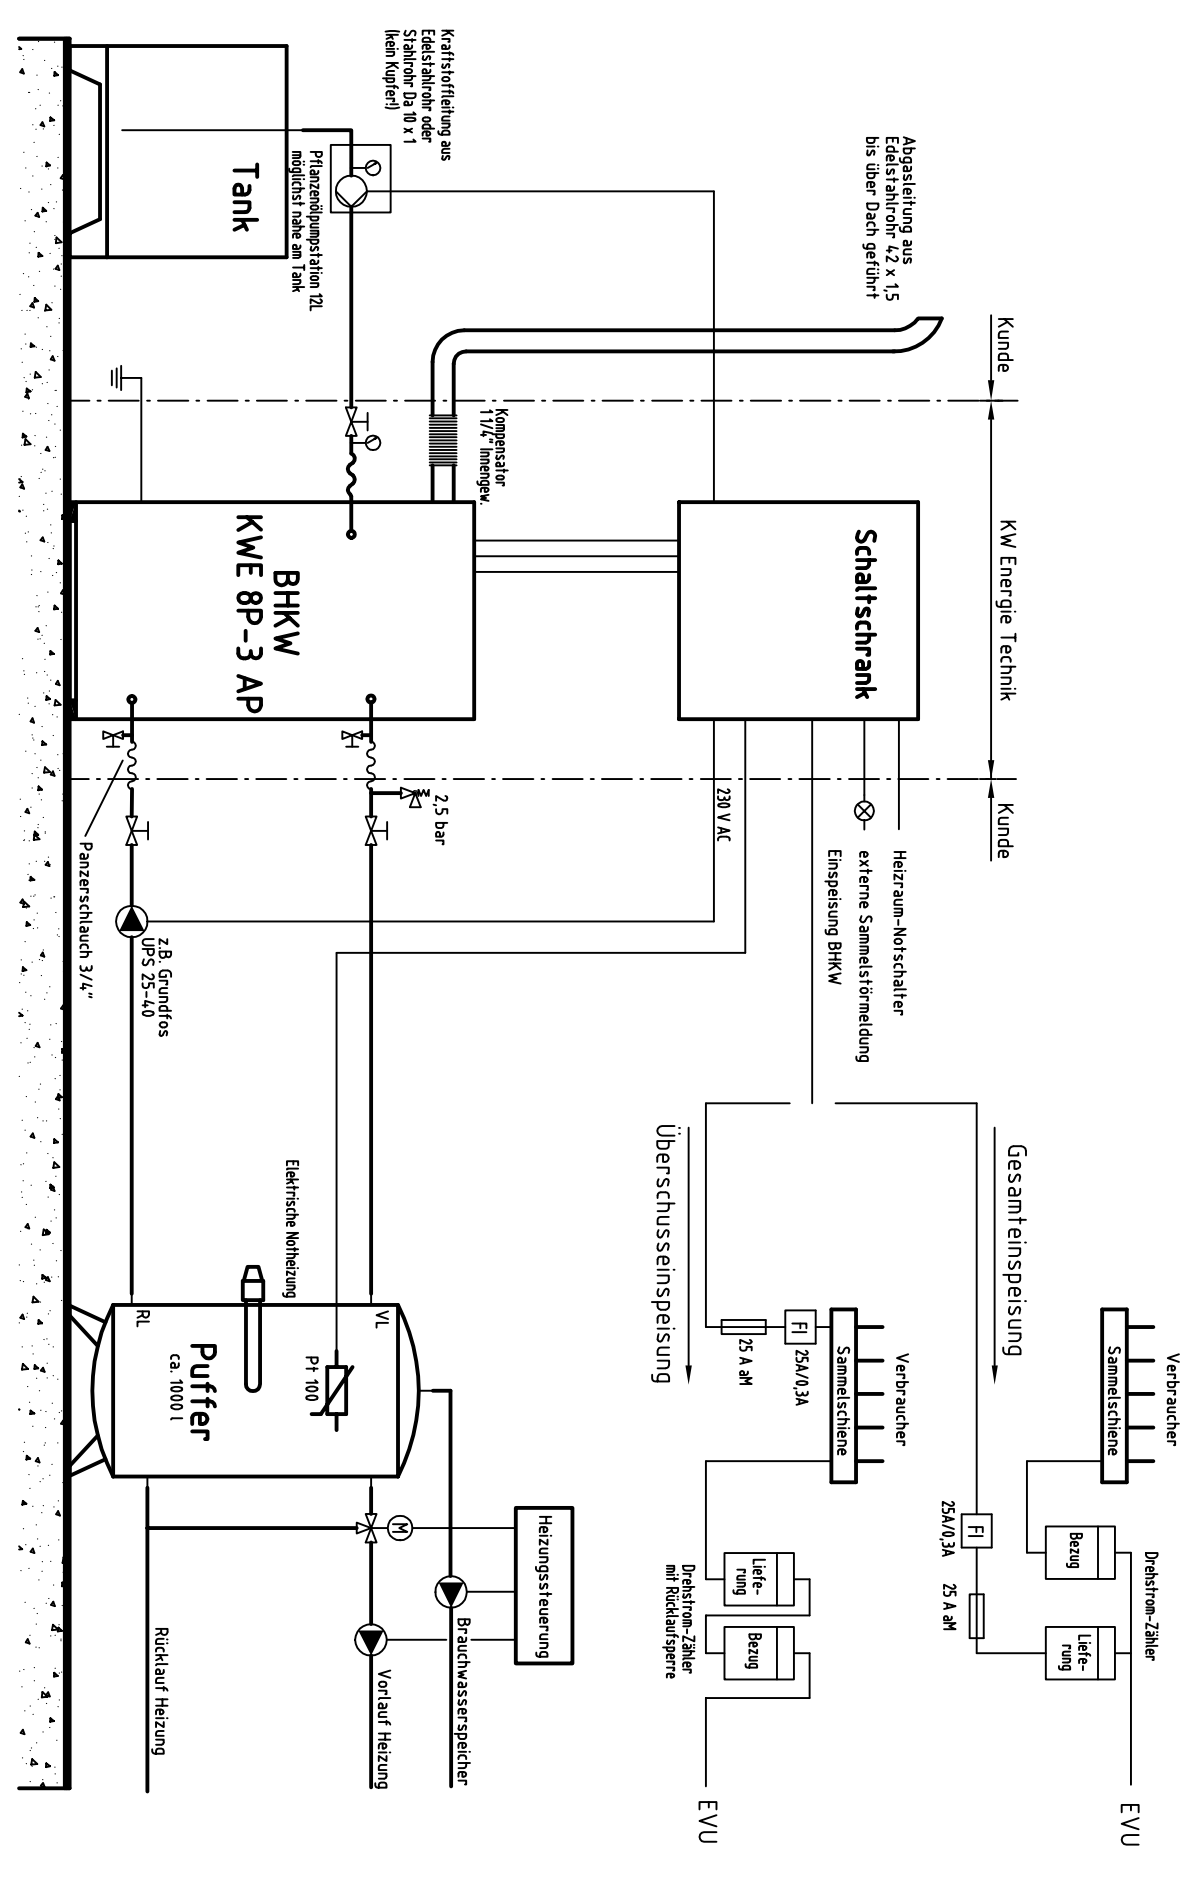 Kunde
KW Energie Technik
Kunde
Abgasleitung aus
Edelstahlrohr 42 x 1,5
bis über Dach geführt
Kraftstoffleitung aus
Edelstahlrohr oder
Stahlrohr Da 10 x 1
(kein Kupfer!)
Pflanzenölpumpstation 12L
möglichst nahe am Tank
Tank
Kompensator
1 1/4" Innengew.
Schaltschrank
BHKW
KWE 8P-3 AP
230 V AC
2,5 bar
Heizraum-Notschalter
externe Sammelstörmeldung
Einspeisung BHKW
Panzerschlauch 3/4"
z.B. Grundfos
UPS 25-40
Gesamteinspeisung
Verbraucher
Sammelschiene
FI
25A/0,3A
25 A aM
Drehstrom-Zähler
Bezug
Liefe-
rung
EVU
Überschusseinspeisung
Verbraucher
Sammelschiene
FI
25A/0,3A
25 A aM
Liefe-
rung
Bezug
Drehstrom-Zähler
mit Rücklaufsperre
EVU
Elektrische Notheizung
VL
RL
Pt 100
Puffer
ca. 1000 l
Heizungssteuerung
M
Brauchwasserspeicher
Vorlauf Heizung
Rücklauf Heizung